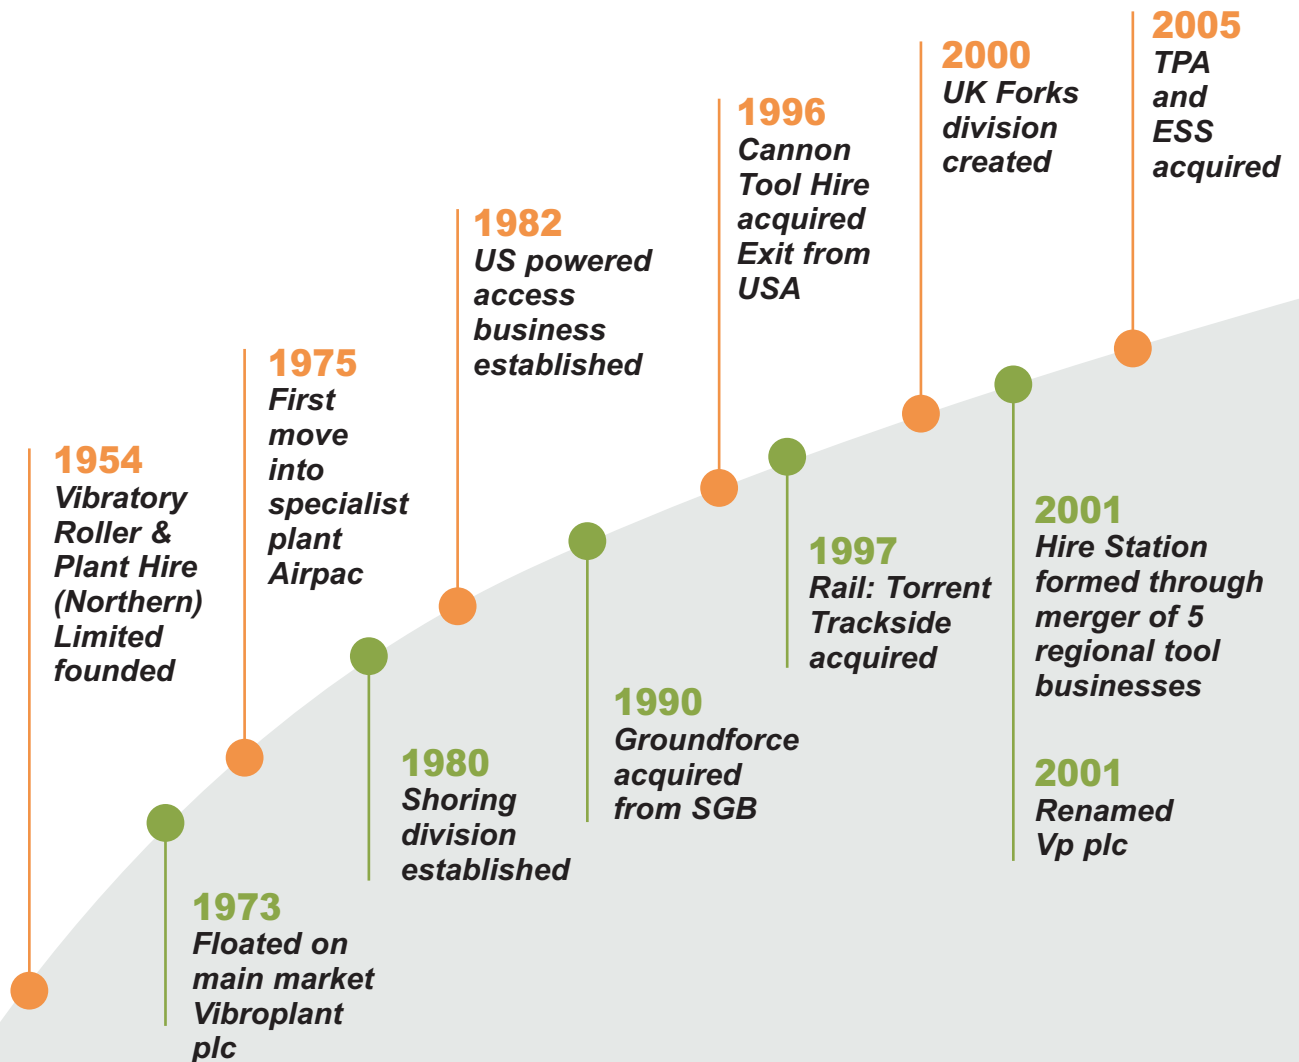 1954
Vibratory
Roller &
Plant Hire
(Northern)
Limited
founded
1973
Floated on
main market
Vibroplant
plc
1975
First
move
into
specialist
plant
Airpac
1980
Shoring
division
established
1982
US powered
access
business
established
1990
Groundforce
acquired
from SGB
1996
Cannon
Tool Hire
acquired
Exit from
USA
1997
Rail: Torrent
Trackside
acquired
2000
UK Forks
division
created
2001
Hire Station
formed through
merger of 5
regional tool
businesses
2001
Renamed
Vp plc
2005
TPA
and
ESS
acquired